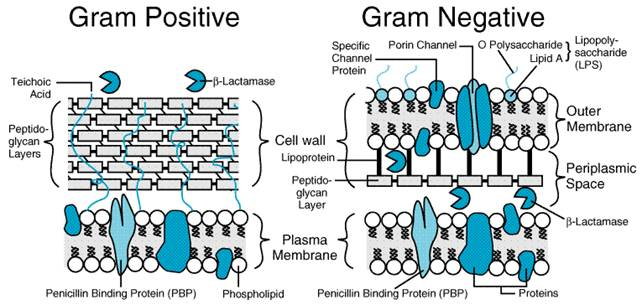 Gram Positive
Teichoic
Acid
β-Lactamase
Peptido-
glycan
Layers
Cell wall
Plasma
Membrane
Penicillin Binding Protein (PBP)
Phospholipid
Gram Negative
Specific
Channel
Protein
Porin Channel
O Polysaccharide
Lipid A
Lipopoly-
saccharide
(LPS)
Outer
Membrane
Lipoprotein
Peptido-
glycan
Layer
Periplasmic
Space
β-Lactamase
Penicillin Binding Protein (PBP)
Proteins